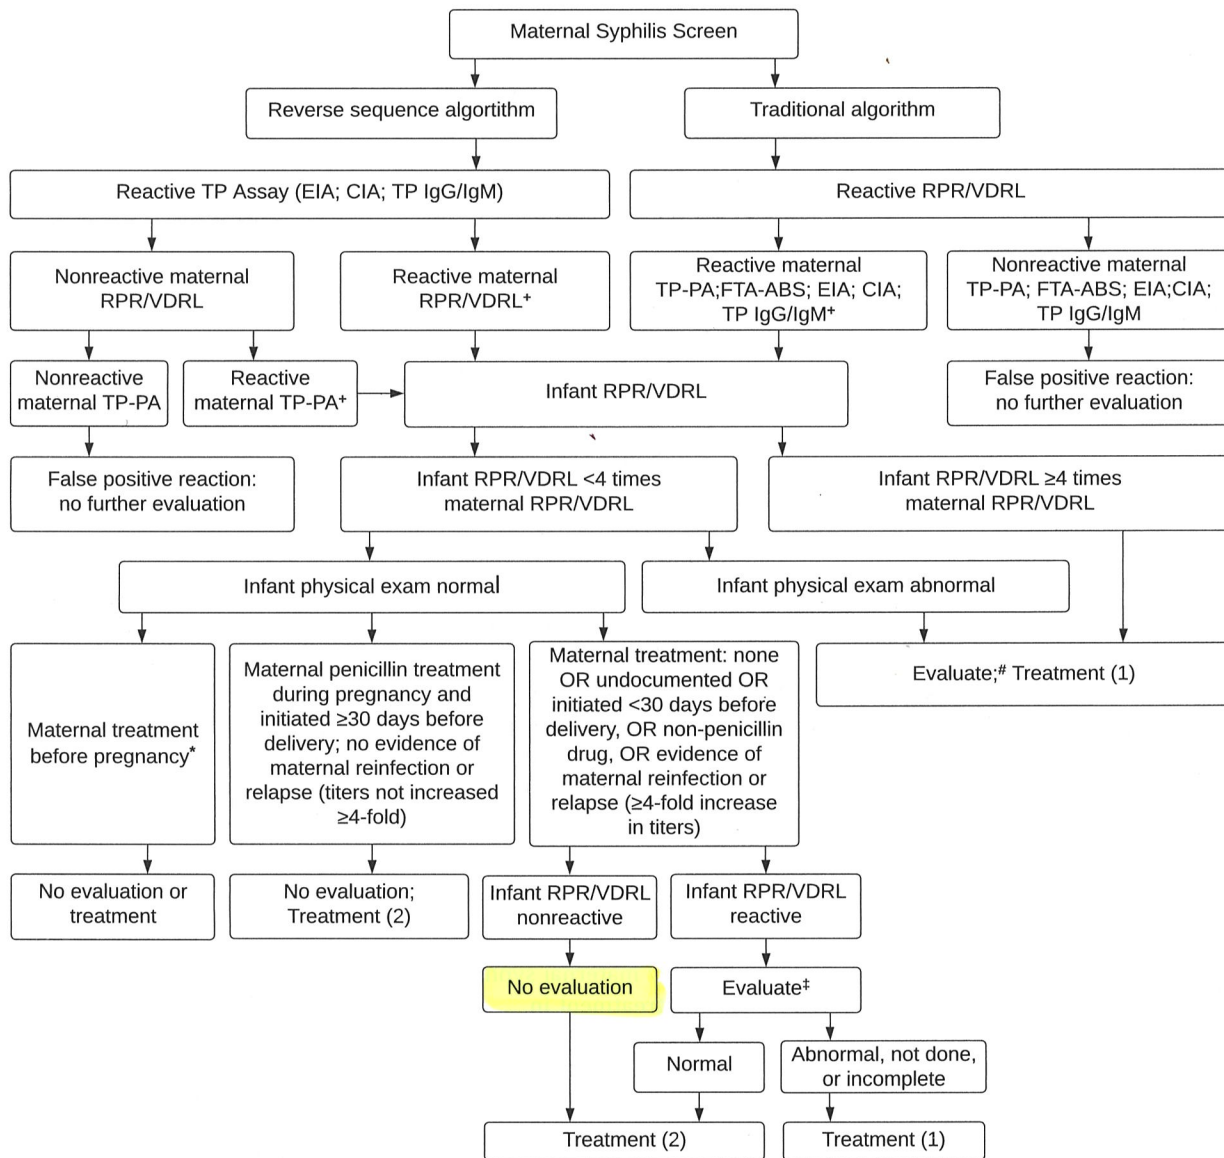 Maternal Syphilis Screen
Reverse sequence algortithm
Traditional algorithm
Reactive TP Assay (EIA; CIA; TP IgG/IgM)
Reactive RPR/VDRL
Nonreactive maternal
RPR/VDRL
Reactive maternal
RPR/VDRL⁺
Reactive maternal
TP-PA;FTA-ABS; EIA; CIA;
TP IgG/IgM⁺
Nonreactive maternal
TP-PA; FTA-ABS; EIA;CIA;
TP IgG/IgM
Nonreactive
maternal TP-PA
Reactive
maternal TP-PA⁺
Infant RPR/VDRL
False positive reaction:
no further evaluation
False positive reaction:
no further evaluation
Infant RPR/VDRL <4 times
maternal RPR/VDRL
Infant RPR/VDRL ≥4 times
maternal RPR/VDRL
Infant physical exam normal
Infant physical exam abnormal
Maternal treatment
before pregnancy*
Maternal penicillin treatment
during pregnancy and
initiated ≥30 days before
delivery; no evidence of
maternal reinfection or
relapse (titers not increased
≥4-fold)
Maternal treatment: none
OR undocumented OR
initiated <30 days before
delivery, OR non-penicillin
drug, OR evidence of
maternal reinfection or
relapse (≥4-fold increase
in titers)
Evaluate;# Treatment (1)
No evaluation or
treatment
No evaluation;
Treatment (2)
Infant RPR/VDRL
nonreactive
Infant RPR/VDRL
reactive
No evaluation
Evaluate‡
Normal
Abnormal, not done,
or incomplete
Treatment (2)
Treatment (1)